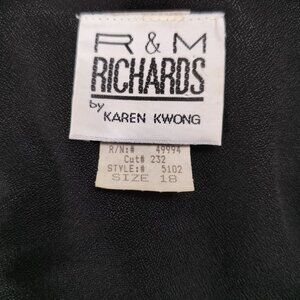 R & M
RICHARDS
by
KAREN KWONG
R/N:# 49994
Cut# 232
STYLE:# 5102
SIZE 18